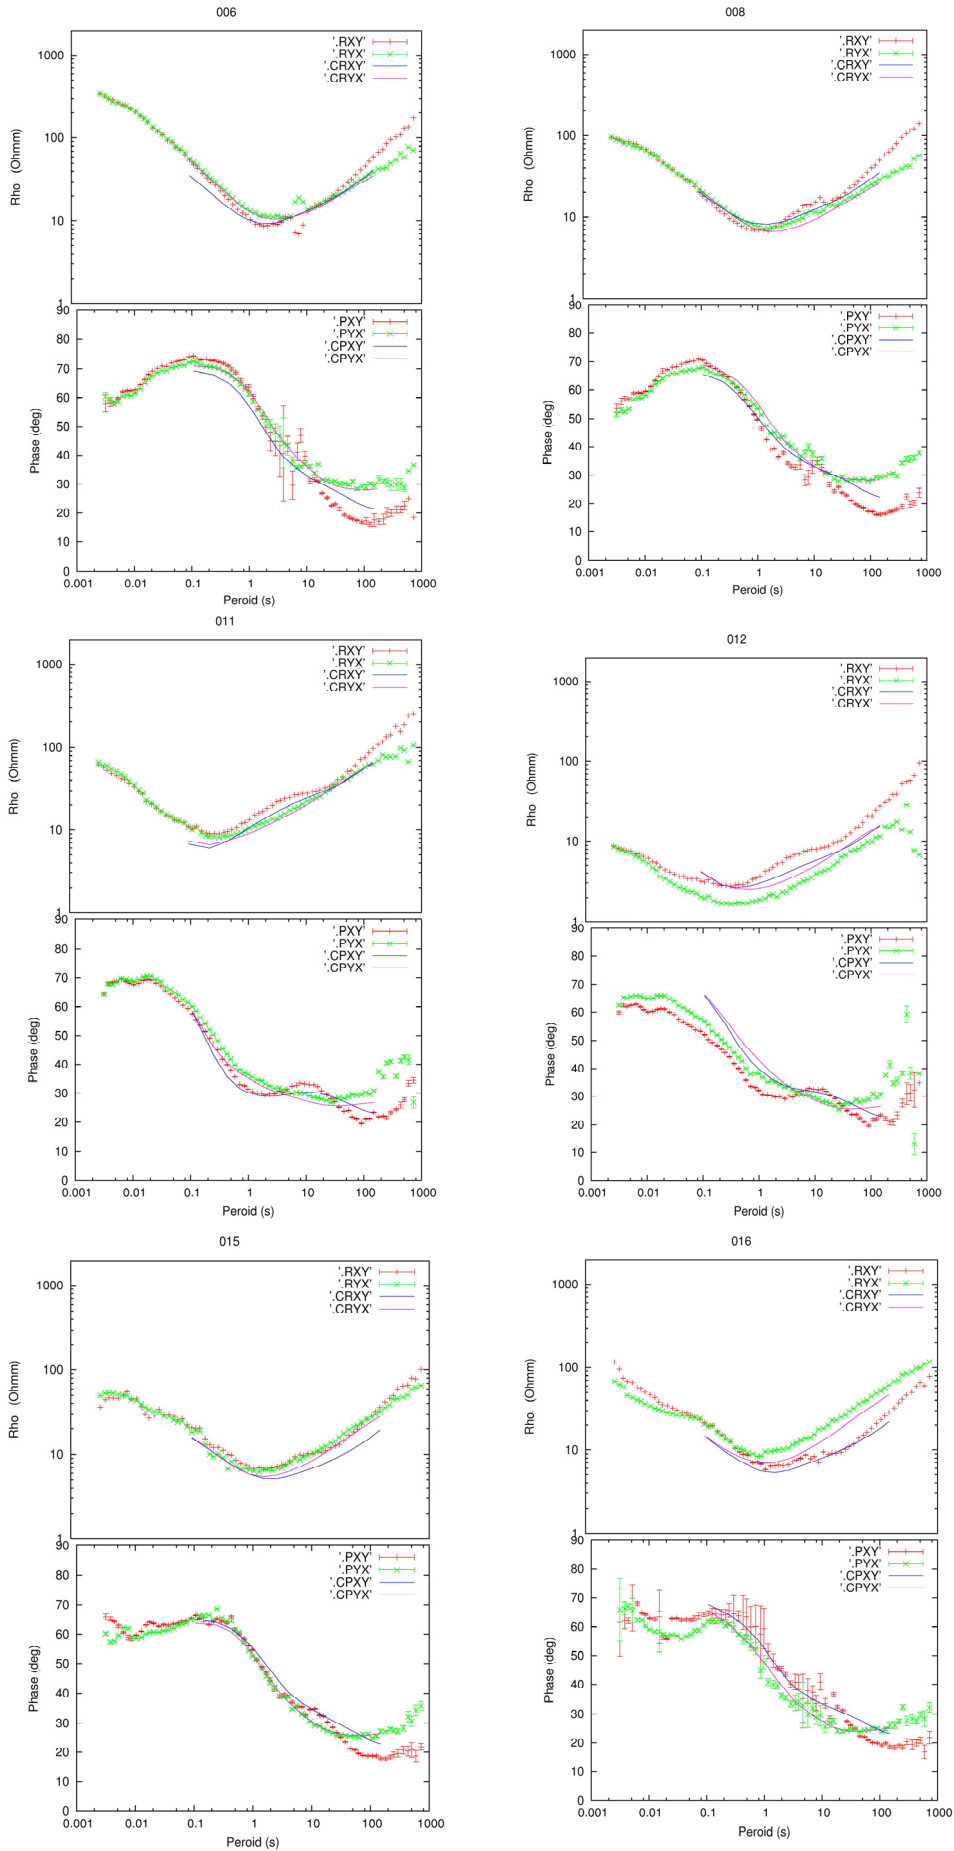 006
1000
100
10
1
Rho (Ohmm)
'.RXY'
'.RYX'
'.CRXY'
'.CRYX'
90
80
70
60
50
40
30
20
10
0
Phase (deg)
'.PXY'
'.PYX'
'.CPXY'
'.CPYX'
0.001 0.01 0.1 1 10 100 1000
Peroid (s)
008
1000
100
10
1
Rho (Ohmm)
'.RXY'
'.RYX'
'.CRXY'
'.CRYX'
90
80
70
60
50
40
30
20
10
0
Phase (deg)
'.PXY'
'.PYX'
'.CPXY'
'.CPYX'
0.001 0.01 0.1 1 10 100 1000
Peroid (s)
011
1000
100
10
1
Rho (Ohmm)
'.RXY'
'.RYX'
'.CRXY'
'.CRYX'
90
80
70
60
50
40
30
20
10
0
Phase (deg)
'.PXY'
'.PYX'
'.CPXY'
'.CPYX'
0.001 0.01 0.1 1 10 100 1000
Peroid (s)
012
1000
100
10
1
Rho (Ohmm)
'.RXY'
'.RYX'
'.CRXY'
'.CRYX'
90
80
70
60
50
40
30
20
10
0
Phase (deg)
'.PXY'
'.PYX'
'.CPXY'
'.CPYX'
0.001 0.01 0.1 1 10 100 1000
Peroid (s)
015
1000
100
10
1
Rho (Ohmm)
'.RXY'
'.RYX'
'.CRXY'
'.CRYX'
90
80
70
60
50
40
30
20
10
0
Phase (deg)
'.PXY'
'.PYX'
'.CPXY'
'.CPYX'
0.001 0.01 0.1 1 10 100 1000
Peroid (s)
016
1000
100
10
1
Rho (Ohmm)
'.RXY'
'.RYX'
'.CRXY'
'.CRYX'
90
80
70
60
50
40
30
20
10
0
Phase (deg)
'.PXY'
'.PYX'
'.CPXY'
'.CPYX'
0.001 0.01 0.1 1 10 100 1000
Peroid (s)